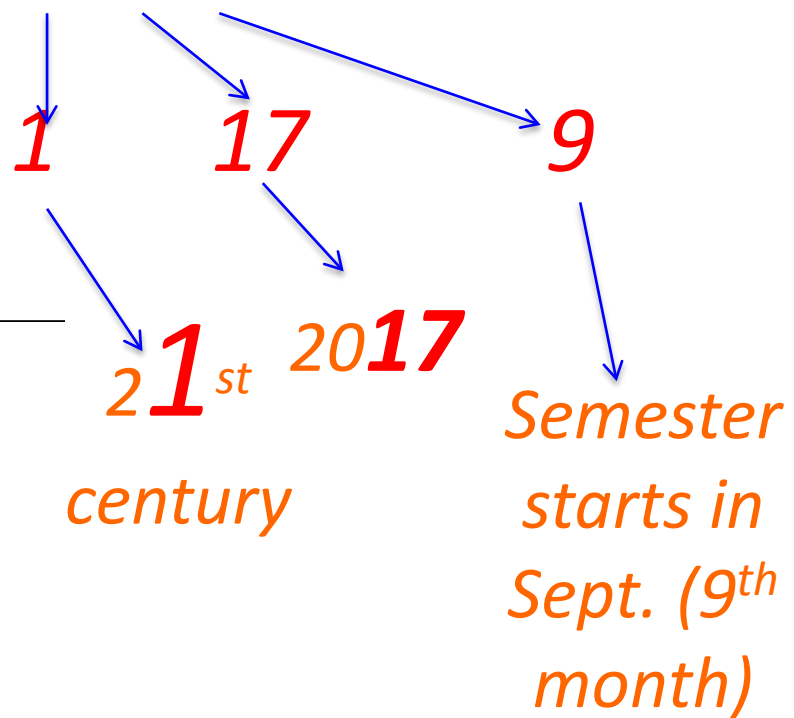 1 17 9
21st 2017
century
Semester
starts in
Sept. (9th
month)